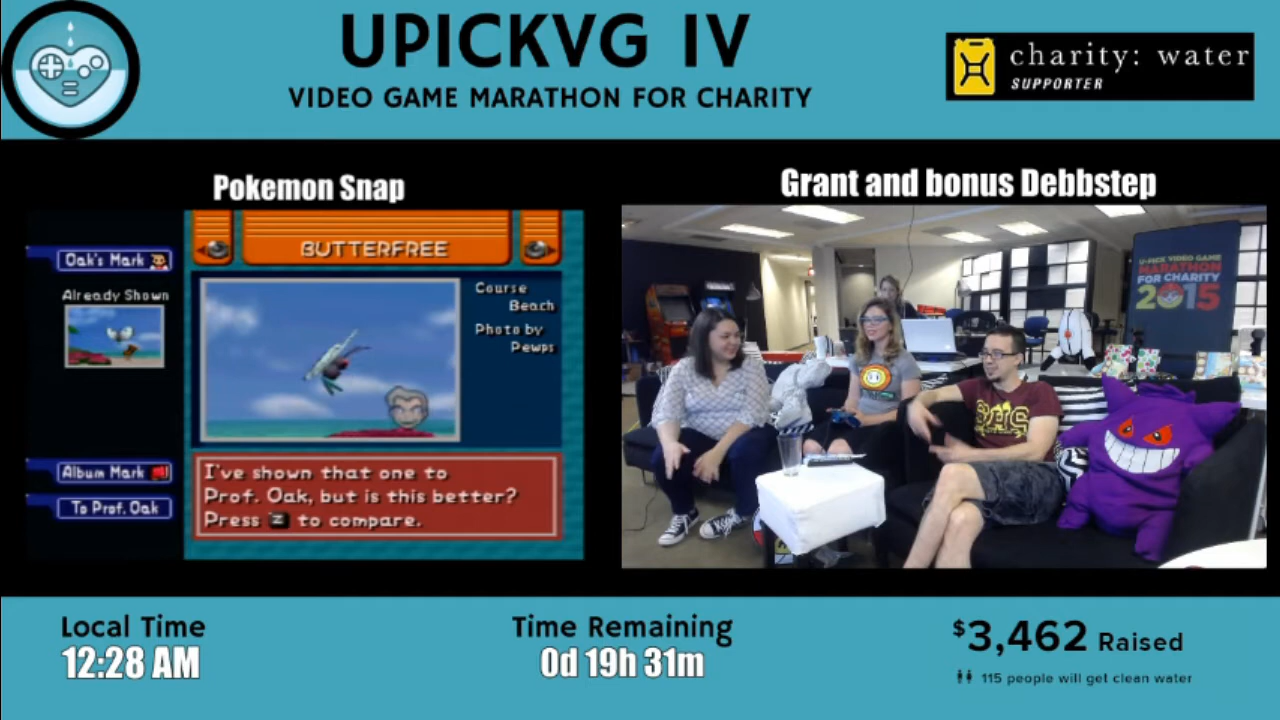 UPICKVG IV
VIDEO GAME MARATHON FOR CHARITY
charity: water
SUPPORTER
Pokemon Snap
Grant and bonus Debbstep
BUTTERFREE
Oak's Mark
Already Shown
Course
Beach
Photo by
Pewps
Album Mark
To Prof. Oak
I've shown that one to
Prof. Oak, but is this better?
Press Z to compare.
U-PICK VIDEO GAME
MARATHON
FOR CHARITY
2015
SHS
Local Time
12:28 AM
Time Remaining
0d 19h 31m
$3,462 Raised
115 people will get clean water